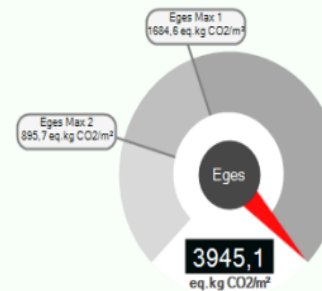 Eges Max 1
1684,6 eq.kg CO2/m²
Eges Max 2
895,7 eq.kg CO2/m²
Eges
3945,1
eq.kg CO2/m²